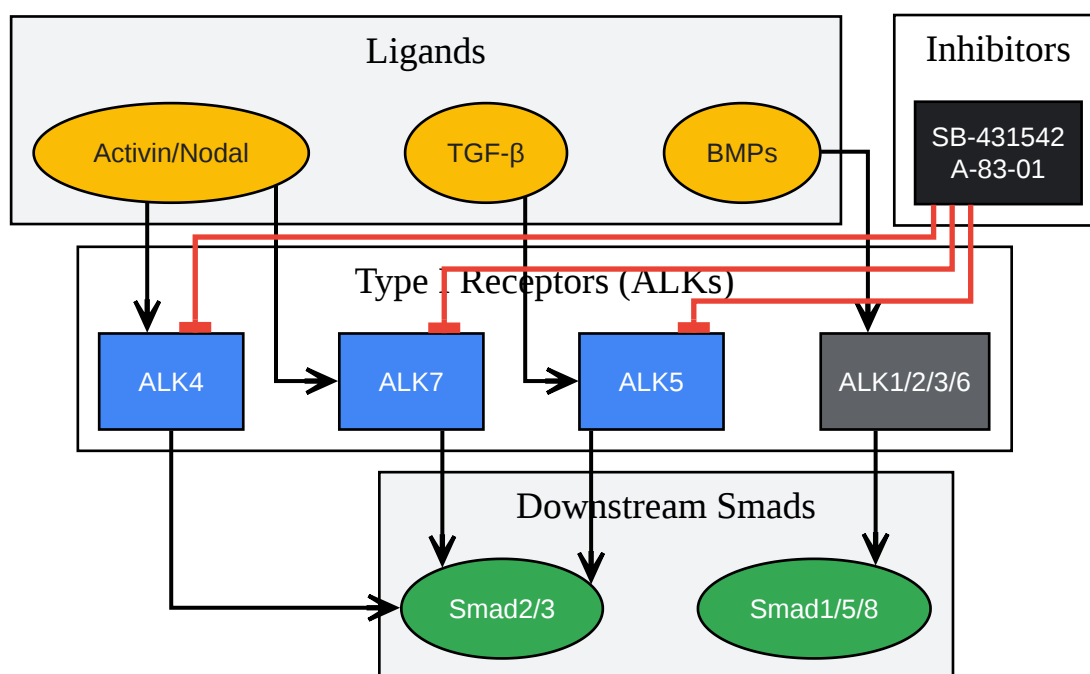 Ligands
Inhibitors
Activin/Nodal
TGF-β
BMPs
SB-431542
A-83-01
Type I Receptors (ALKs)
ALK4
ALK7
ALK5
ALK1/2/3/6
Downstream Smads
Smad2/3
Smad1/5/8